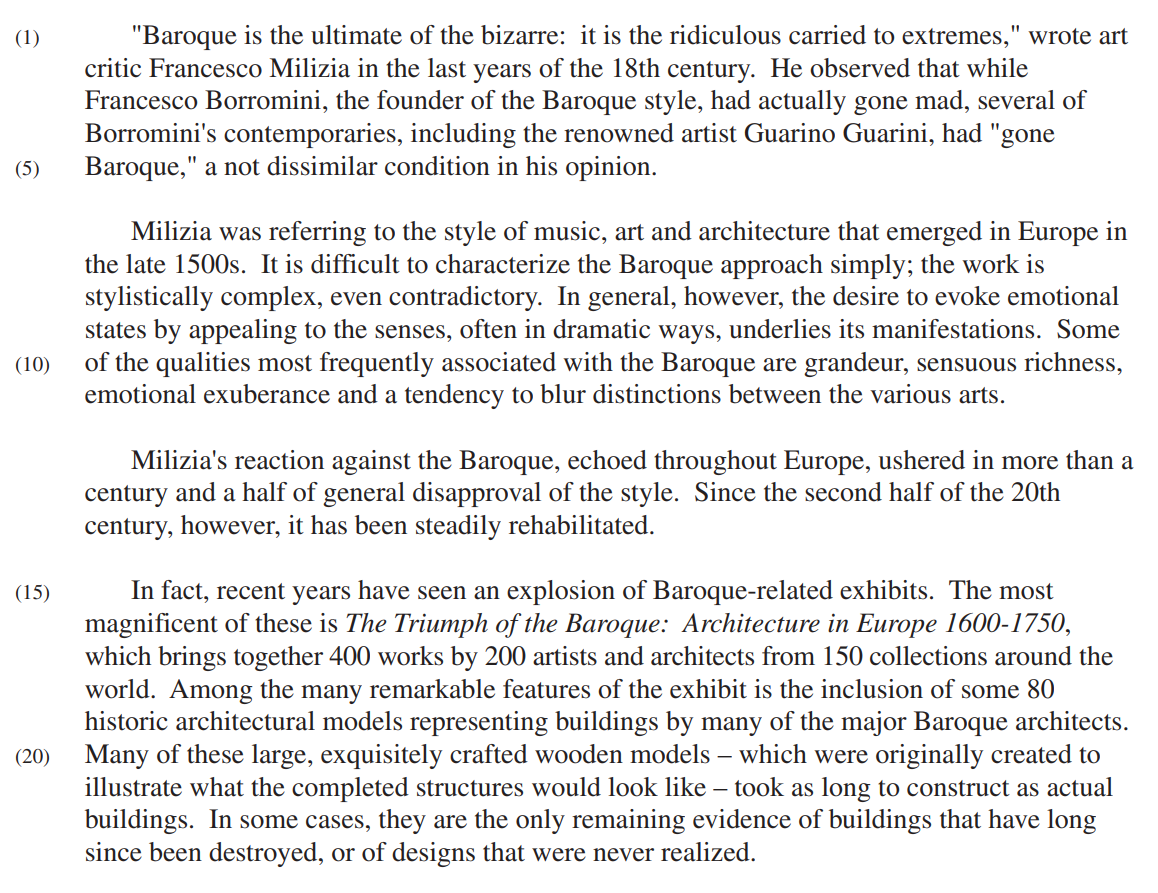 (1) "Baroque is the ultimate of the bizarre: it is the ridiculous carried to extremes," wrote art
critic Francesco Milizia in the last years of the 18th century. He observed that while
Francesco Borromini, the founder of the Baroque style, had actually gone mad, several of
Borromini's contemporaries, including the renowned artist Guarino Guarini, had "gone
(5) Baroque," a not dissimilar condition in his opinion.
Milizia was referring to the style of music, art and architecture that emerged in Europe in
the late 1500s. It is difficult to characterize the Baroque approach simply; the work is
stylistically complex, even contradictory. In general, however, the desire to evoke emotional
states by appealing to the senses, often in dramatic ways, underlies its manifestations. Some
(10) of the qualities most frequently associated with the Baroque are grandeur, sensuous richness,
emotional exuberance and a tendency to blur distinctions between the various arts.
Milizia's reaction against the Baroque, echoed throughout Europe, ushered in more than a
century and a half of general disapproval of the style. Since the second half of the 20th
century, however, it has been steadily rehabilitated.
(15) In fact, recent years have seen an explosion of Baroque-related exhibits. The most
magnificent of these is The Triumph of the Baroque: Architecture in Europe 1600-1750,
which brings together 400 works by 200 artists and architects from 150 collections around the
world. Among the many remarkable features of the exhibit is the inclusion of some 80
historic architectural models representing buildings by many of the major Baroque architects.
(20) Many of these large, exquisitely crafted wooden models – which were originally created to
illustrate what the completed structures would look like – took as long to construct as actual
buildings. In some cases, they are the only remaining evidence of buildings that have long
since been destroyed, or of designs that were never realized.